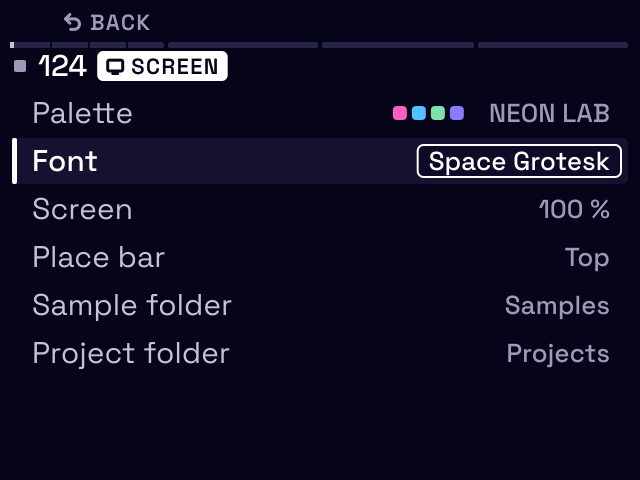 BACK
124 SCREEN
Palette NEON LAB
Font Space Grotesk
Screen 100 %
Place bar Top
Sample folder Samples
Project folder Projects